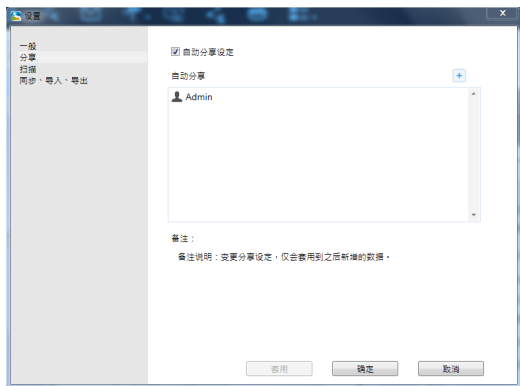 设置
一般
分享
扫描
同步、导入、导出
自动分享设定
自动分享
Admin
备注：
备注说明：变更分享设定，仅会套用到之后新增的数据。
套用
确定
取消